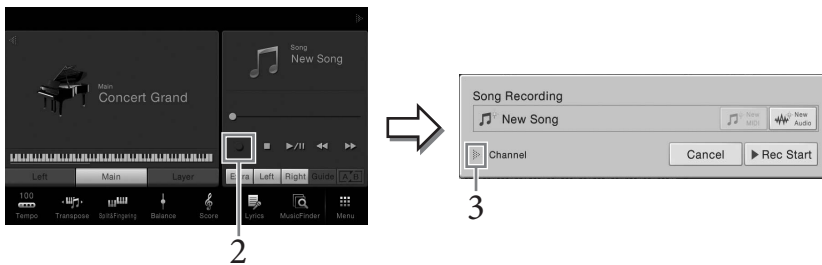 Song
New Song
Main
Concert Grand
Left Main Layer
Extra Left Right Guide A B
100
Tempo Transpose Split&Fingering Balance Score Lyrics MusicFinder Menu
2
Song Recording
New Song
New MIDI
New Audio
Channel Cancel Rec Start
3